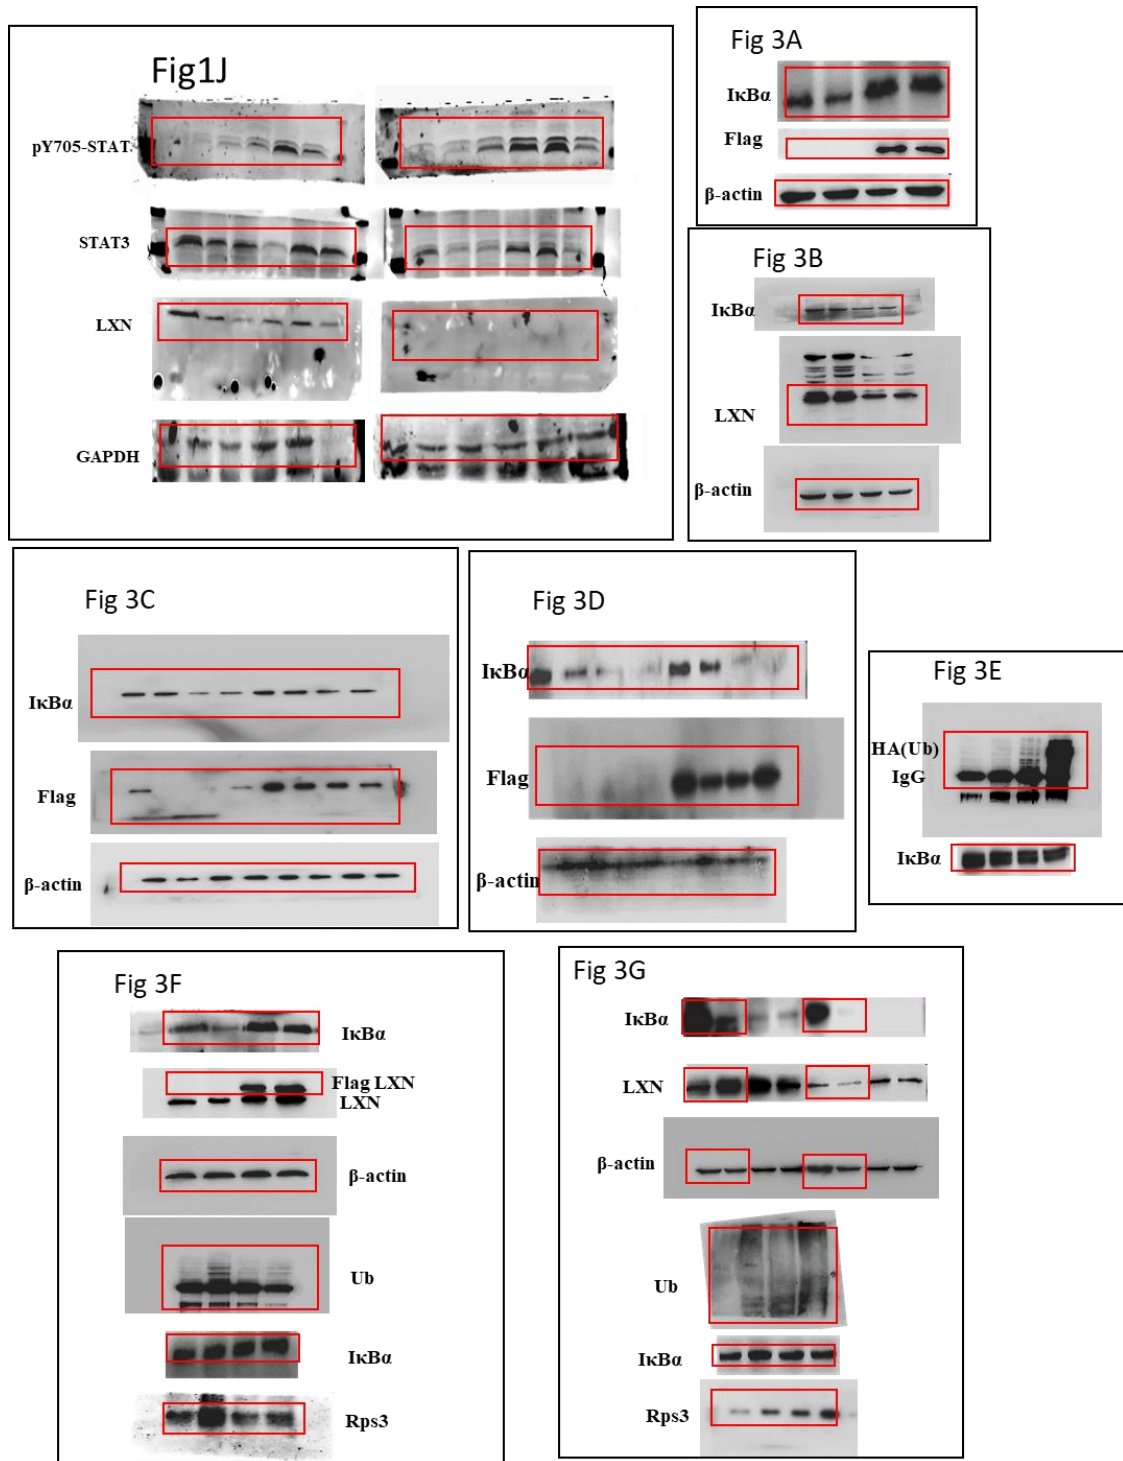 Fig1J
pY705-STAT
STAT3
LXN
GAPDH
Fig 3A
IκBα
Flag
β-actin
Fig 3B
IκBα
LXN
β-actin
Fig 3C
IκBα
Flag
β-actin
Fig 3D
IκBα
Flag
β-actin
Fig 3E
HA(Ub)
IgG
IκBα
Fig 3F
IκBα
Flag LXN
LXN
β-actin
Ub
IκBα
Rps3
Fig 3G
IκBα
LXN
β-actin
Ub
IκBα
Rps3